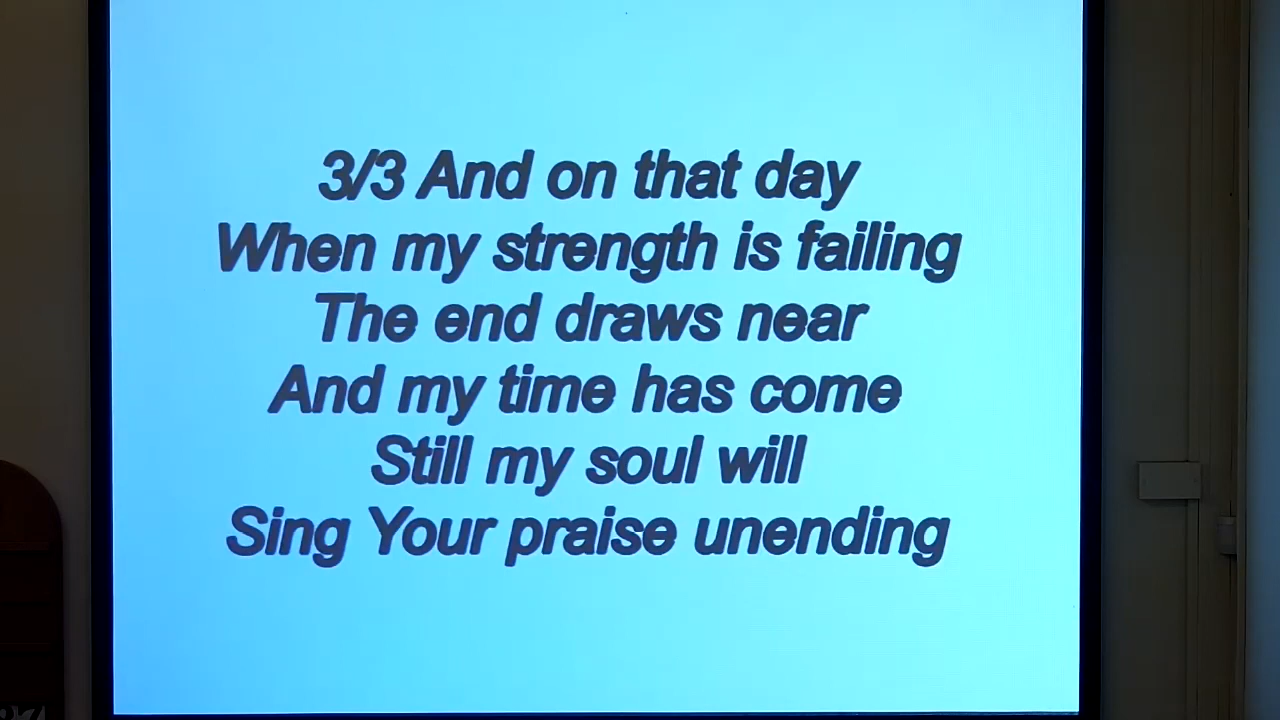 3/3 And on that day
When my strength is failing
The end draws near
And my time has come
Still my soul will
Sing Your praise unending